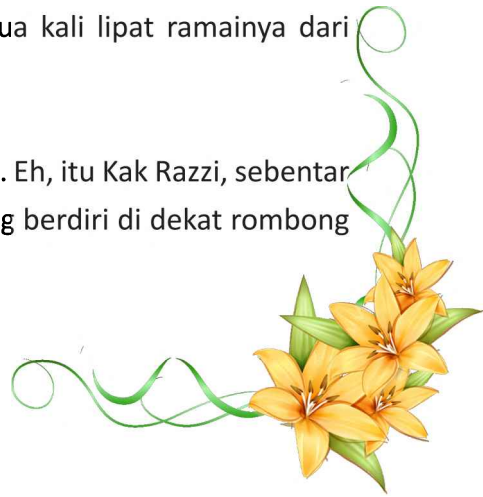 ua kali lipat ramainya dari
. Eh, itu Kak Razzi, sebentar
g berdiri di dekat rombong